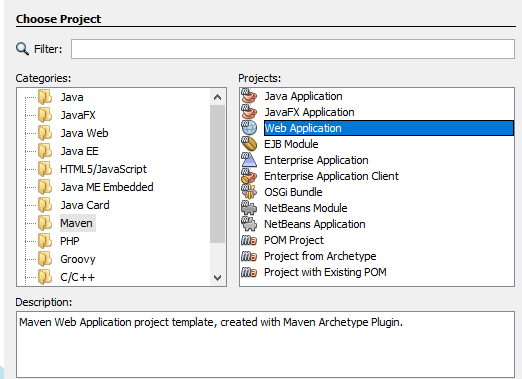 Choose Project
Filter:
Categories:
Java
JavaFX
Java Web
Java EE
HTML5/JavaScript
Java ME Embedded
Java Card
Maven
PHP
Groovy
C/C++
Projects:
Java Application
JavaFX Application
Web Application
EJB Module
Enterprise Application
Enterprise Application Client
OSGi Bundle
NetBeans Module
NetBeans Application
POM Project
Project from Archetype
Project with Existing POM
Description:
Maven Web Application project template, created with Maven Archetype Plugin.